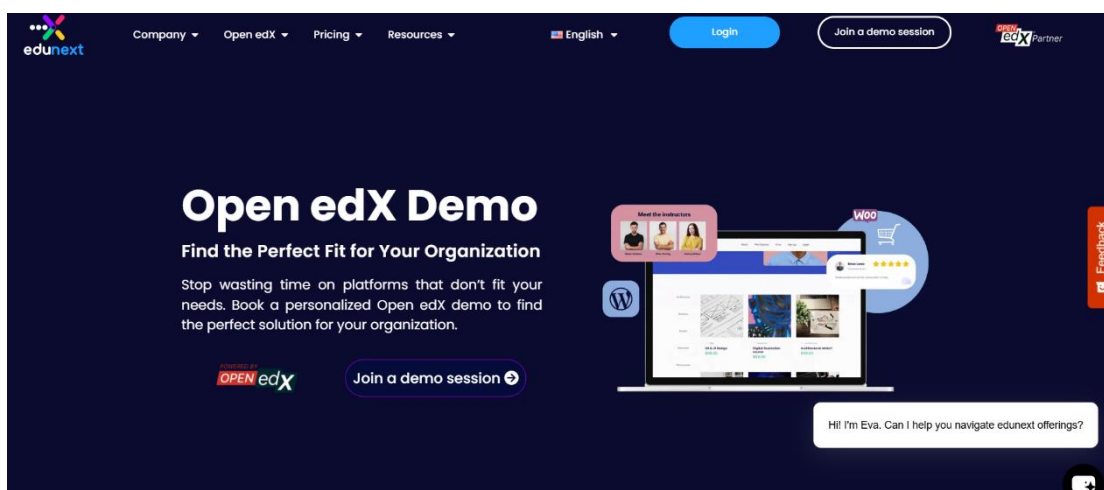 edunext
Company
Open edX
Pricing
Resources
English
Login
Join a demo session
OPEN edX Partner
Open edX Demo
Find the Perfect Fit for Your Organization
Stop wasting time on platforms that don't fit your
needs. Book a personalized Open edX demo to find
the perfect solution for your organization.
POWERED BY
OPEN edX
Join a demo session
Meet the instructors
WOO
Feedback
Hi! I'm Eva. Can I help you navigate edunext offerings?